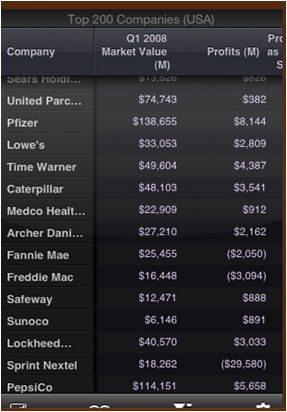 Top 200 Companies (USA)
Q1 2008 Pro
Company Market Value Profits (M) as
(M) S
Sears Holdi... $13,526 $826
United Parc... $74,743 $382
Pfizer $138,655 $8,144
Lowe's $33,053 $2,809
Time Warner $49,604 $4,387
Caterpillar $48,103 $3,541
Medco Healt... $22,909 $912
Archer Dani... $27,210 $2,162
Fannie Mae $25,455 ($2,050)
Freddie Mac $16,448 ($3,094)
Safeway $12,471 $888
Sunoco $6,146 $891
Lockheed... $40,570 $3,033
Sprint Nextel $18,262 ($29,580)
PepsiCo $114,151 $5,658